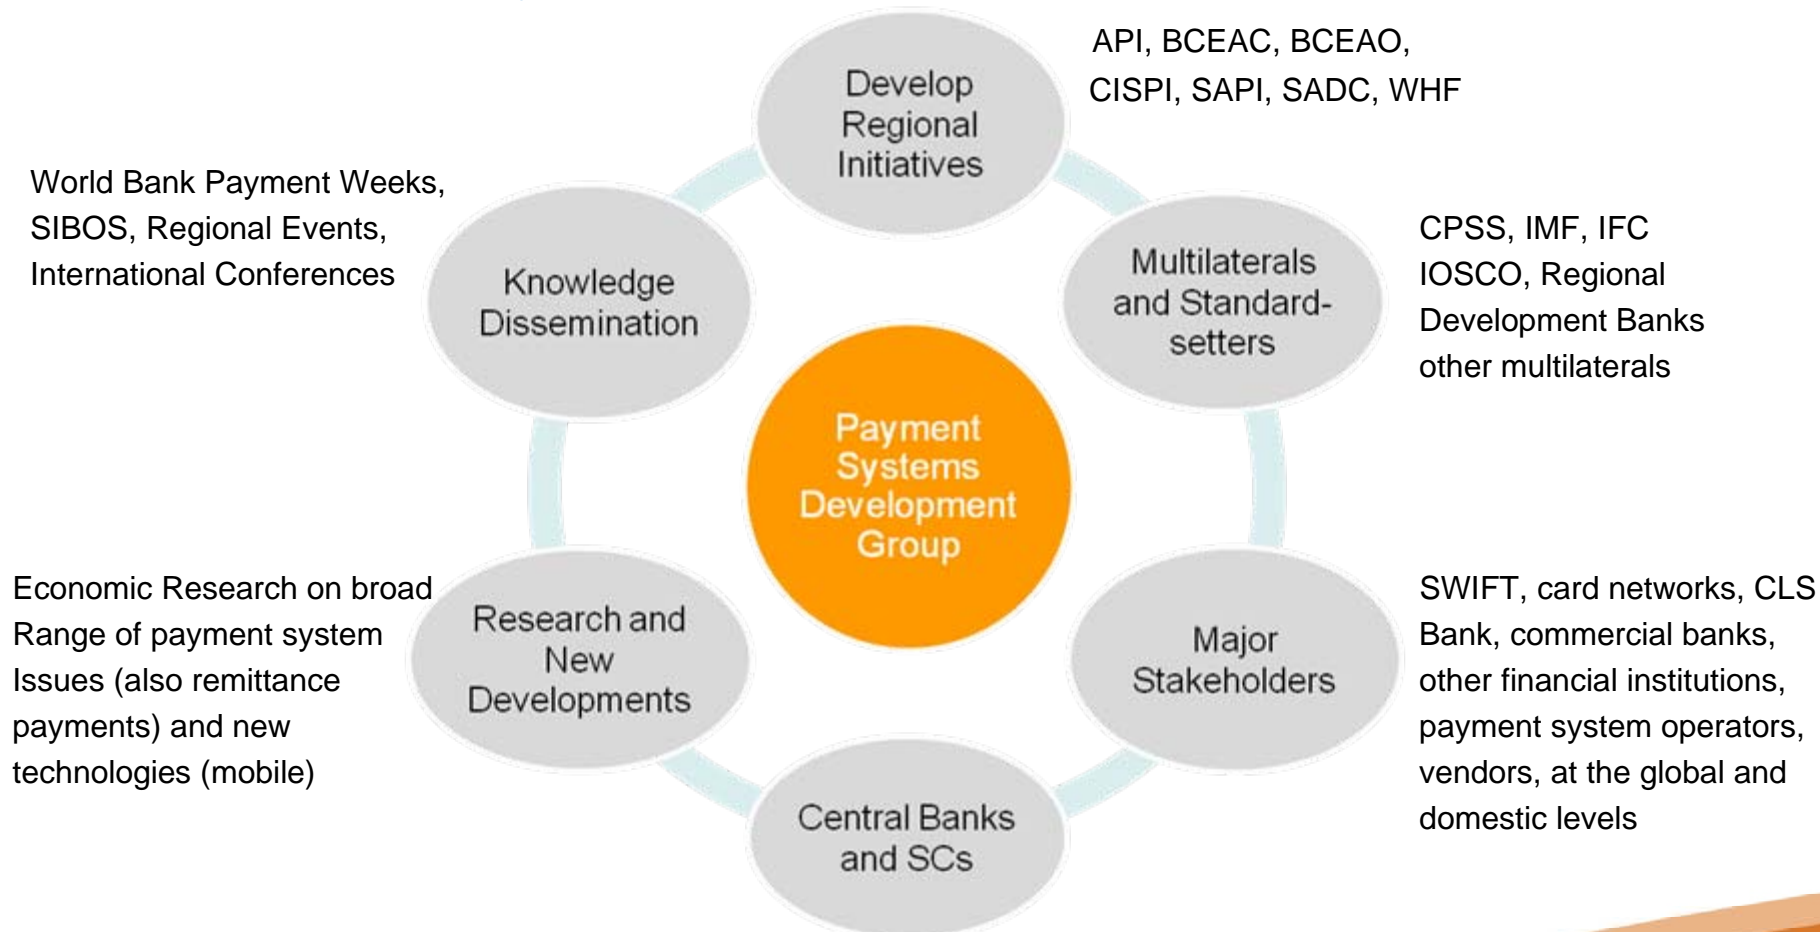 Develop
Regional
Initiatives
API, BCEAC, BCEAO,
CISPI, SAPI, SADC, WHF
World Bank Payment Weeks,
SIBOS, Regional Events,
International Conferences
Knowledge
Dissemination
Multilaterals
and Standard-
setters
CPSS, IMF, IFC
IOSCO, Regional
Development Banks
other multilaterals
Payment
Systems
Development
Group
Economic Research on broad
Range of payment system
Issues (also remittance
payments) and new
technologies (mobile)
Research and
New
Developments
Major
Stakeholders
SWIFT, card networks, CLS
Bank, commercial banks,
other financial institutions,
payment system operators,
vendors, at the global and
domestic levels
Central Banks
and SCs